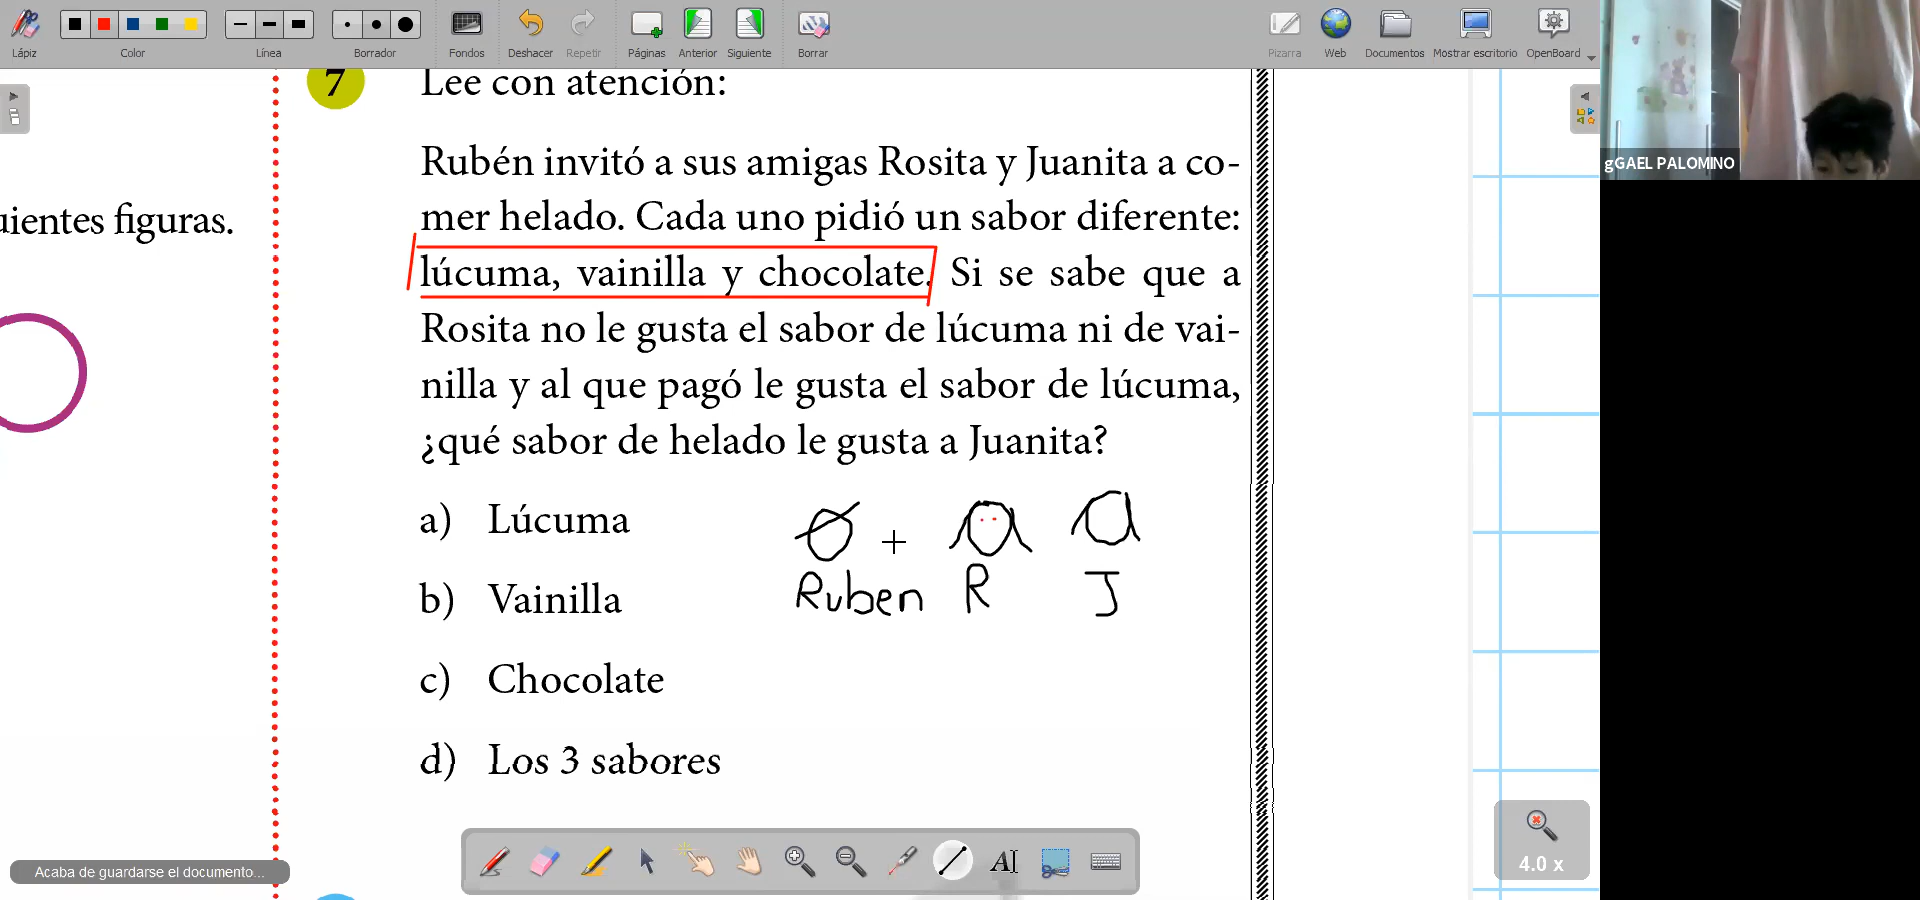 Lápiz
Color
Línea
Borrador
Fondos
Deshacer
Repetir
Páginas
Anterior
Siguiente
Borrar
Pizarra
Web
Documentos
Mostrar escritorio
OpenBoard
gGAEL PALOMINO
uientes figuras.
7
Lee con atención:
Rubén invitó a sus amigas Rosita y Juanita a co-
mer helado. Cada uno pidió un sabor diferente:
lúcuma, vainilla y chocolate. Si se sabe que a
Rosita no le gusta el sabor de lúcuma ni de vai-
nilla y al que pagó le gusta el sabor de lúcuma,
¿qué sabor de helado le gusta a Juanita?
a) Lúcuma
b) Vainilla
c) Chocolate
d) Los 3 sabores
Ruben R J
Acaba de guardarse el documento...
4.0 x